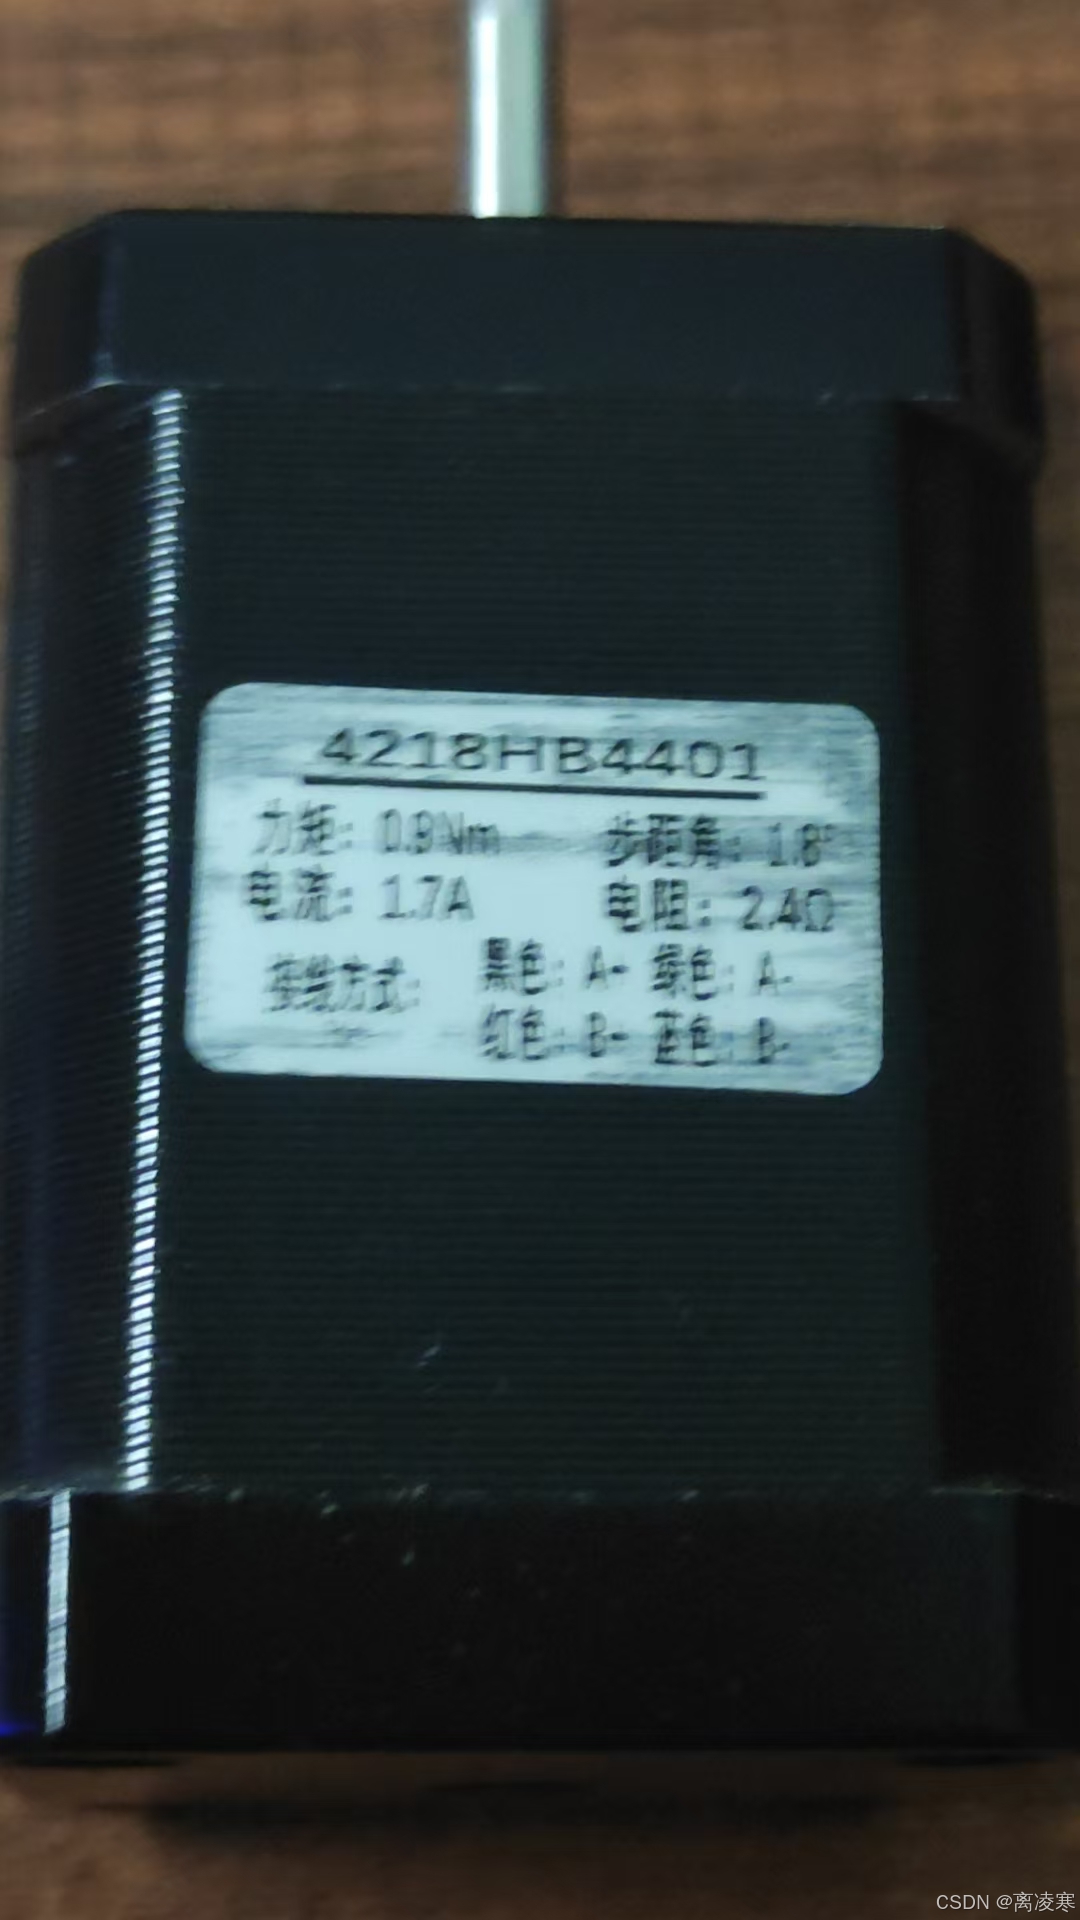 4218HB4401
力矩: 0.9Nm 步距角: 1.8°
电流: 1.7A 电阻: 2.4Ω
接线方式: 黑色: A+ 绿色: A-
红色: B+ 蓝色: B-
CSDN @离凌寒